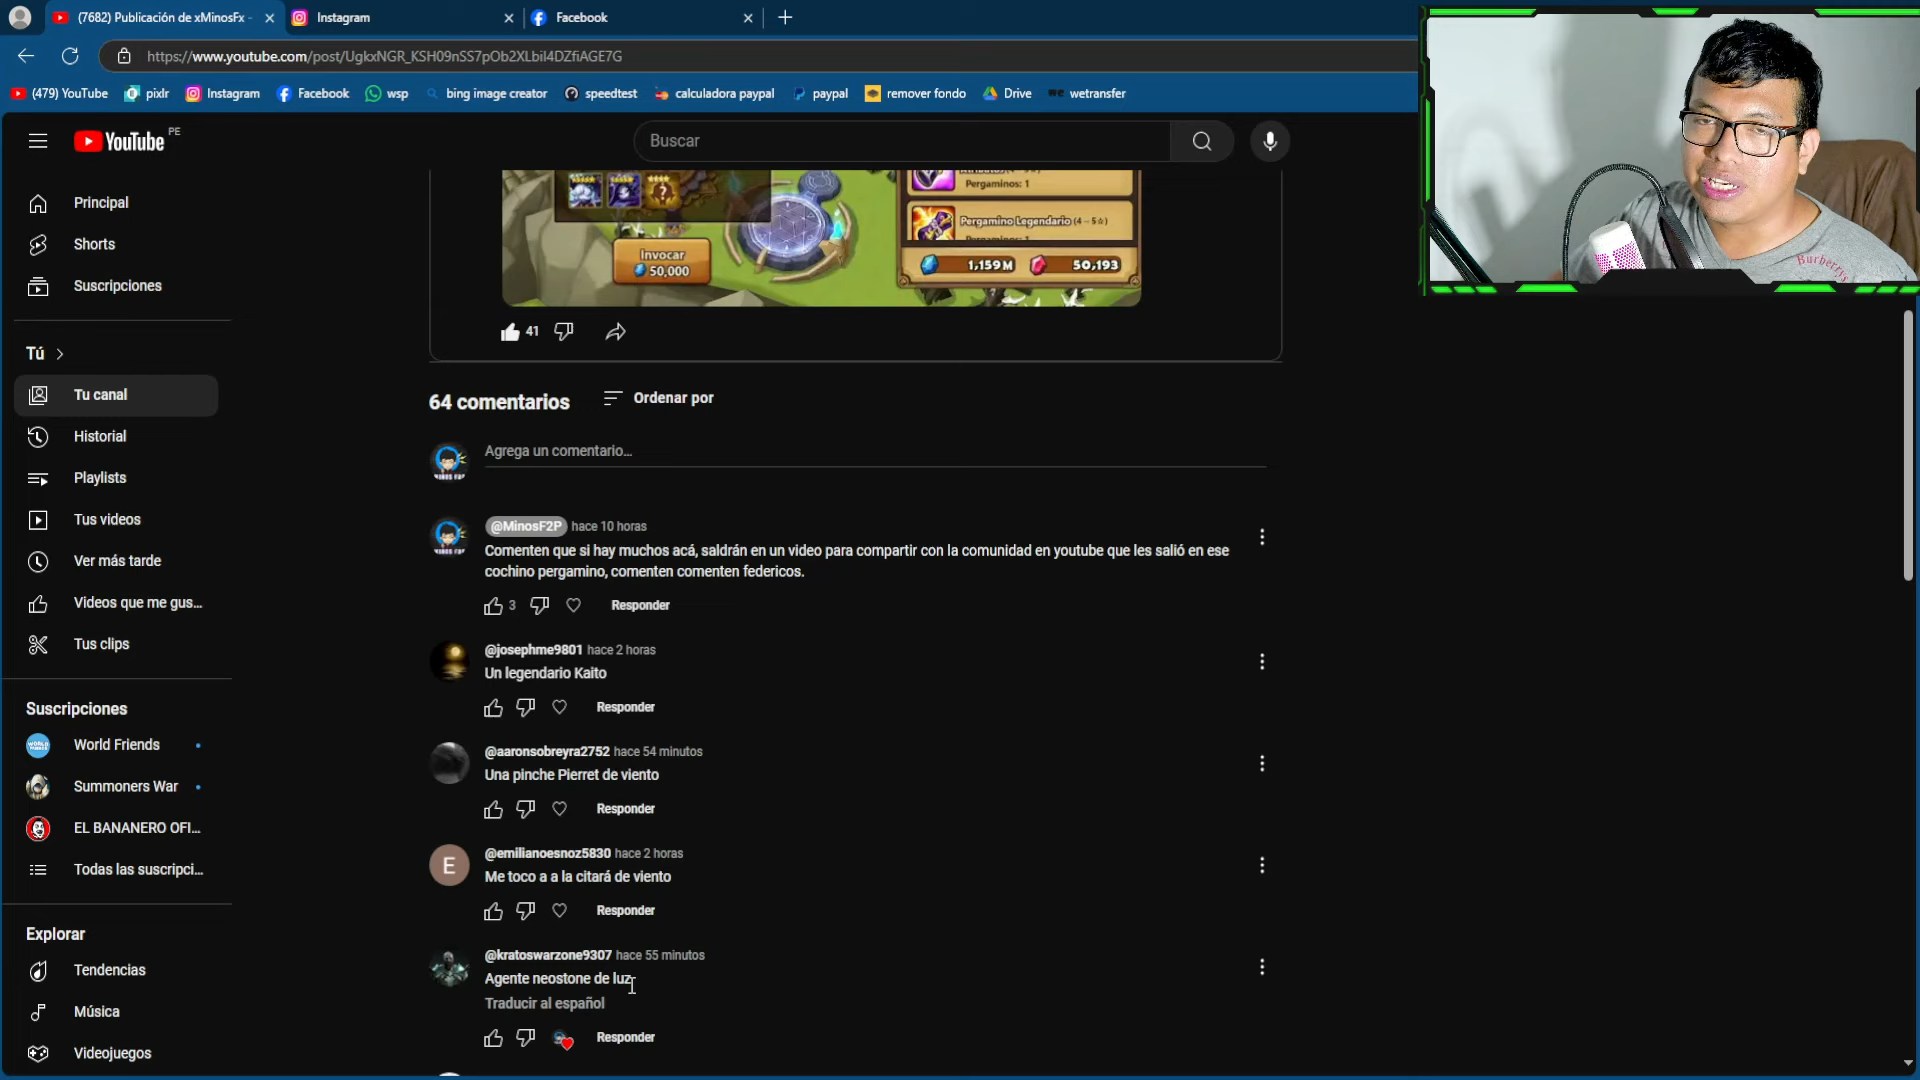 (7682) Publicación de xMinosFx -
Instagram
Facebook
https://www.youtube.com/post/UgkxNGR_KSH09nSS7pOb2XLbil4DZfiAGE7G
(479) YouTube
pixlr
Instagram
Facebook
wsp
bing image creator
speedtest
calculadora paypal
paypal
remover fondo
Drive
wetransfer
YouTube PE
Buscar
Principal
Shorts
Suscripciones
Tú
Tu canal
Historial
Playlists
Tus videos
Ver más tarde
Videos que me gus...
Tus clips
Suscripciones
World Friends
Summoners War
EL BANANERO OFI...
Todas las suscripci...
Explorar
Tendencias
Música
Videojuegos
Pergaminos: 1
Pergamino Legendario (4~5☆)
Pergaminos: 1
Invocar
50,000
1,159M
50,193
41
64 comentarios
Ordenar por
Agrega un comentario...
@MinosF2P hace 10 horas
Comenten que si hay muchos acá, saldrán en un video para compartir con la comunidad en youtube que les salió en ese
cochino pergamino, comenten comenten federicos.
3
Responder
@josephme9801 hace 2 horas
Un legendario Kaito
Responder
@aaronsobreyra2752 hace 54 minutos
Una pinche Pierret de viento
Responder
E
@emilianoesnoz5830 hace 2 horas
Me toco a a la citará de viento
Responder
@kratoswarzone9307 hace 55 minutos
Agente neostone de luz
Traducir al español
Responder
Burberrys